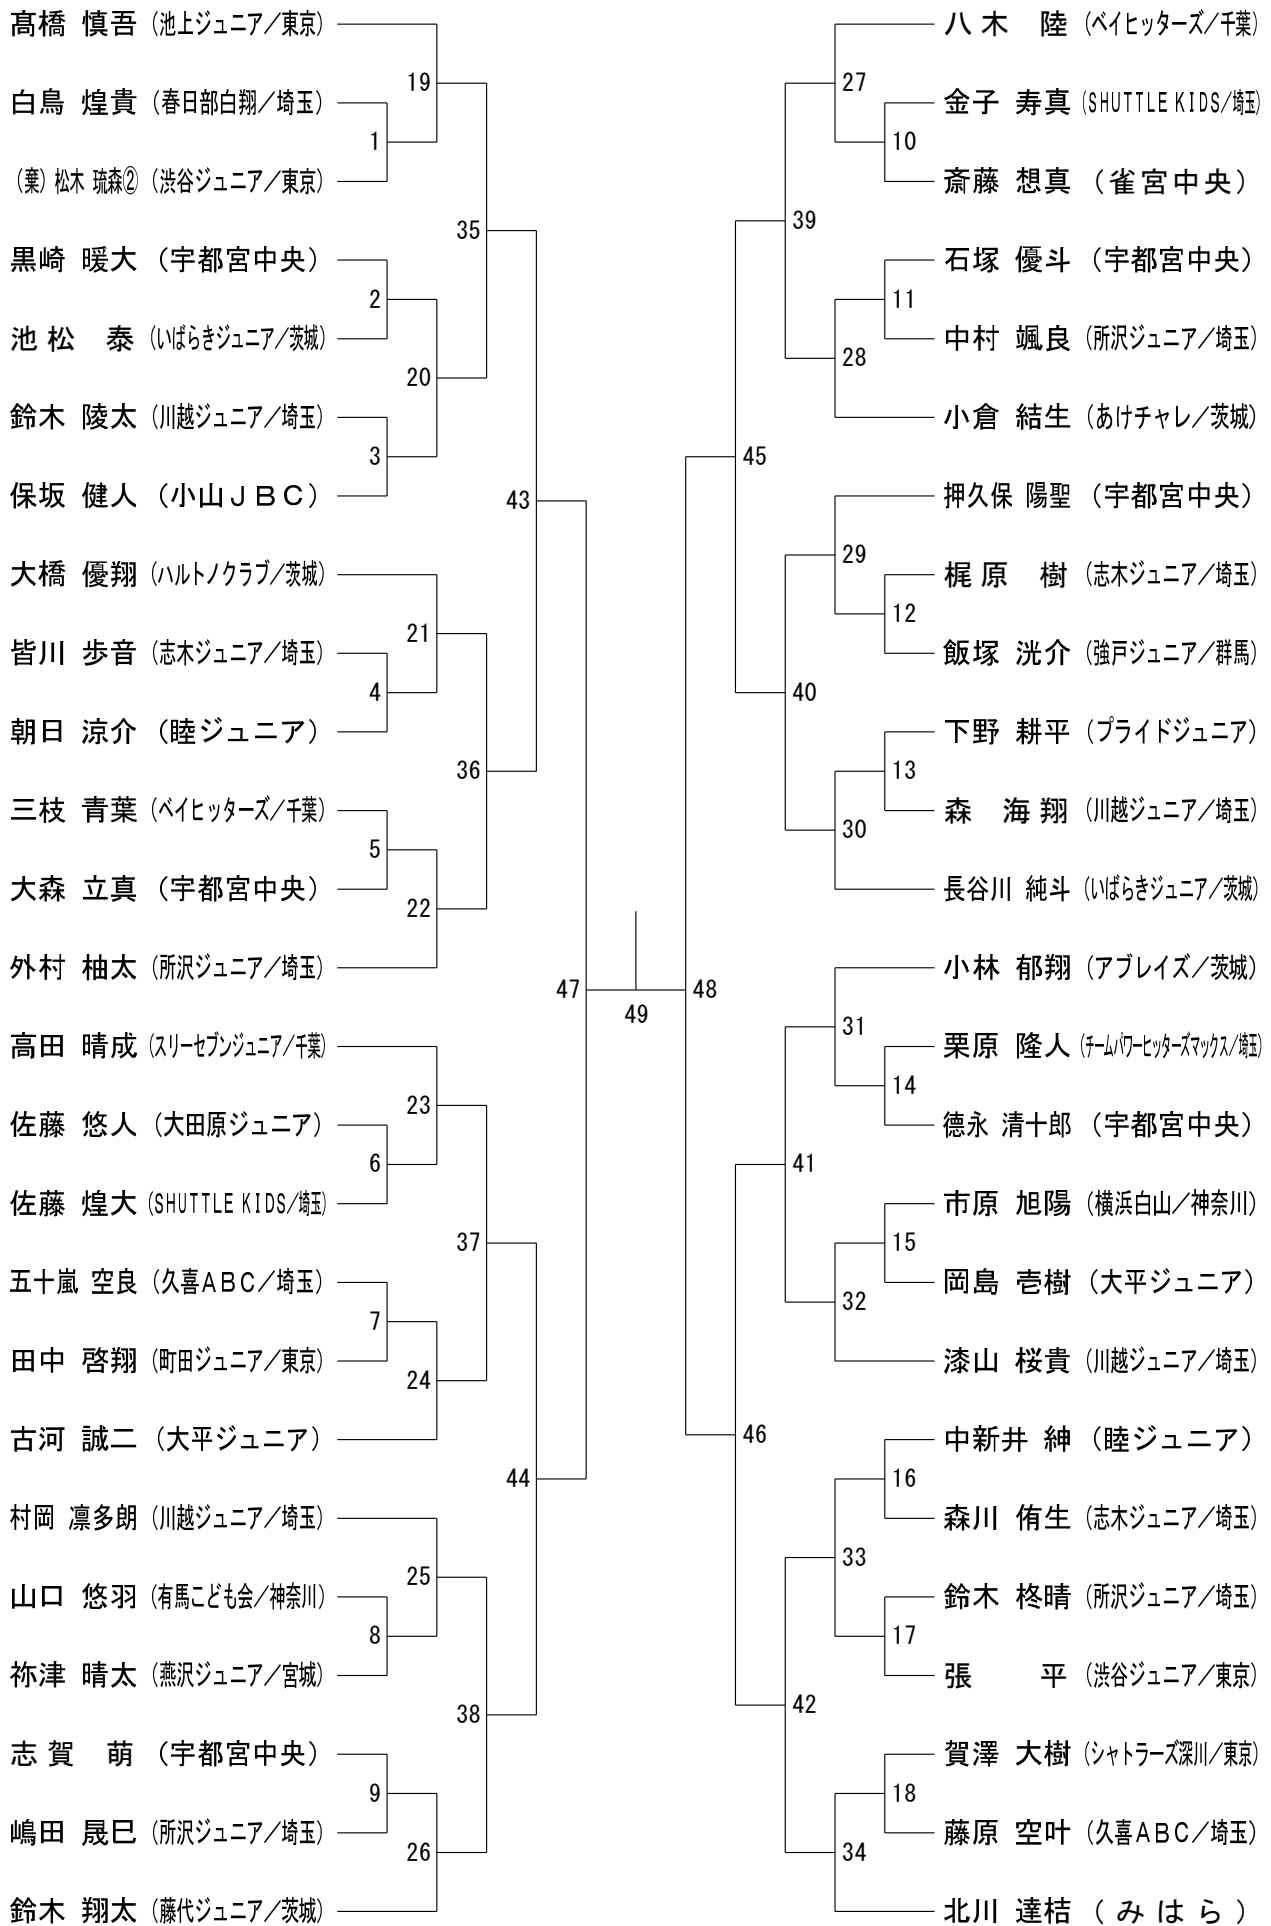 髙橋 慎吾 (池上ジュニア／東京)
19
白鳥 煌貴 (春日部白翔／埼玉)
1
(棄) 松木 琉森② (渋谷ジュニア／東京)
35
黒崎 暖大 (宇都宮中央)
2
池松 泰 (いばらきジュニア／茨城)
20
鈴木 陵太 (川越ジュニア／埼玉)
3
保坂 健人 (小山ＪＢＣ)
43
大橋 優翔 (ハルトノクラブ／茨城)
21
皆川 歩音 (志木ジュニア／埼玉)
4
朝日 涼介 (睦ジュニア)
36
三枝 青葉 (ベイヒッターズ／千葉)
5
大森 立真 (宇都宮中央)
22
外村 柚太 (所沢ジュニア／埼玉)
47
高田 晴成 (スリーセブンジュニア／千葉)
23
佐藤 悠人 (大田原ジュニア)
6
佐藤 煌大 (SHUTTLE KIDS／埼玉)
37
五十嵐 空良 (久喜ＡＢＣ／埼玉)
7
田中 啓翔 (町田ジュニア／東京)
24
古河 誠二 (大平ジュニア)
44
村岡 凛多朗 (川越ジュニア／埼玉)
25
山口 悠羽 (有馬こども会／神奈川)
8
祢津 晴太 (燕沢ジュニア／宮城)
38
志賀 萌 (宇都宮中央)
9
嶋田 晟巳 (所沢ジュニア／埼玉)
26
鈴木 翔太 (藤代ジュニア／茨城)
49
八木 陸 (ベイヒッターズ／千葉)
27
金子 寿真 (SHUTTLE KIDS／埼玉)
10
斎藤 想真 (雀宮中央)
39
石塚 優斗 (宇都宮中央)
11
中村 颯良 (所沢ジュニア／埼玉)
28
小倉 結生 (あけチャレ／茨城)
45
押久保 陽聖 (宇都宮中央)
29
梶原 樹 (志木ジュニア／埼玉)
12
飯塚 洸介 (強戸ジュニア／群馬)
40
下野 耕平 (プライドジュニア)
13
森 海翔 (川越ジュニア／埼玉)
30
長谷川 純斗 (いばらきジュニア／茨城)
48
小林 郁翔 (アブレイズ／茨城)
31
栗原 隆人 (チームパワーヒッターズマックス／埼玉)
14
德永 清十郎 (宇都宮中央)
41
市原 旭陽 (横浜白山／神奈川)
15
岡島 壱樹 (大平ジュニア)
32
漆山 桜貴 (川越ジュニア／埼玉)
46
中新井 紳 (睦ジュニア)
16
森川 侑生 (志木ジュニア／埼玉)
33
鈴木 柊晴 (所沢ジュニア／埼玉)
17
張 平 (渋谷ジュニア／東京)
42
賀澤 大樹 (シャトラーズ深川／東京)
18
藤原 空叶 (久喜ＡＢＣ／埼玉)
34
北川 達桔 (みはら)